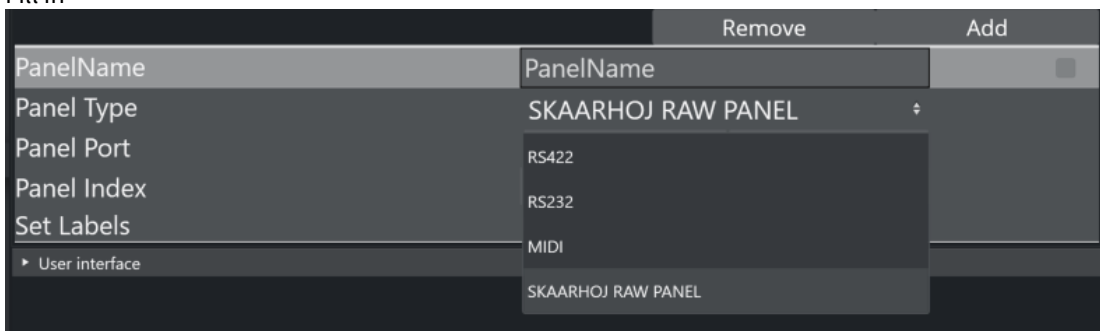 Remove Add
PanelName PanelName
Panel Type SKAARHOJ RAW PANEL
Panel Port RS422
Panel Index RS232
Set Labels MIDI
User interface
SKAARHOJ RAW PANEL